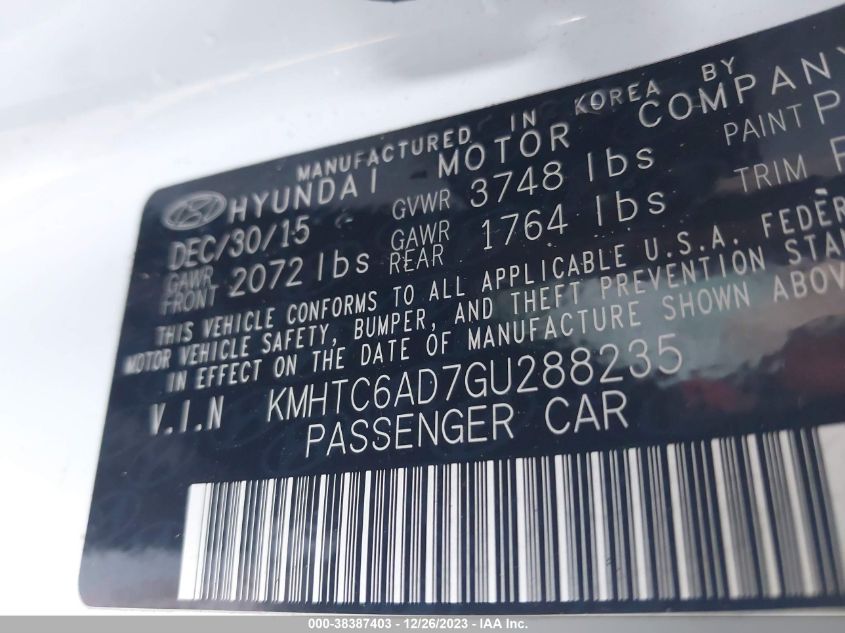 MANUFACTURED IN KOREA BY
HYUNDAI MOTOR COMPANY
DEC/30/15 GVWR 3748 lbs PAINT P
GAWR FRONT 2072 lbs GAWR REAR 1764 lbs TRIM
THIS VEHICLE CONFORMS TO ALL APPLICABLE U.S.A. FEDER
MOTOR VEHICLE SAFETY, BUMPER, AND THEFT PREVENTION STAN
IN EFFECT ON THE DATE OF MANUFACTURE SHOWN ABOV
V.I.N KMHTC6AD7GU288235
PASSENGER CAR
000-38387403 - 12/26/2023 - IAA Inc.